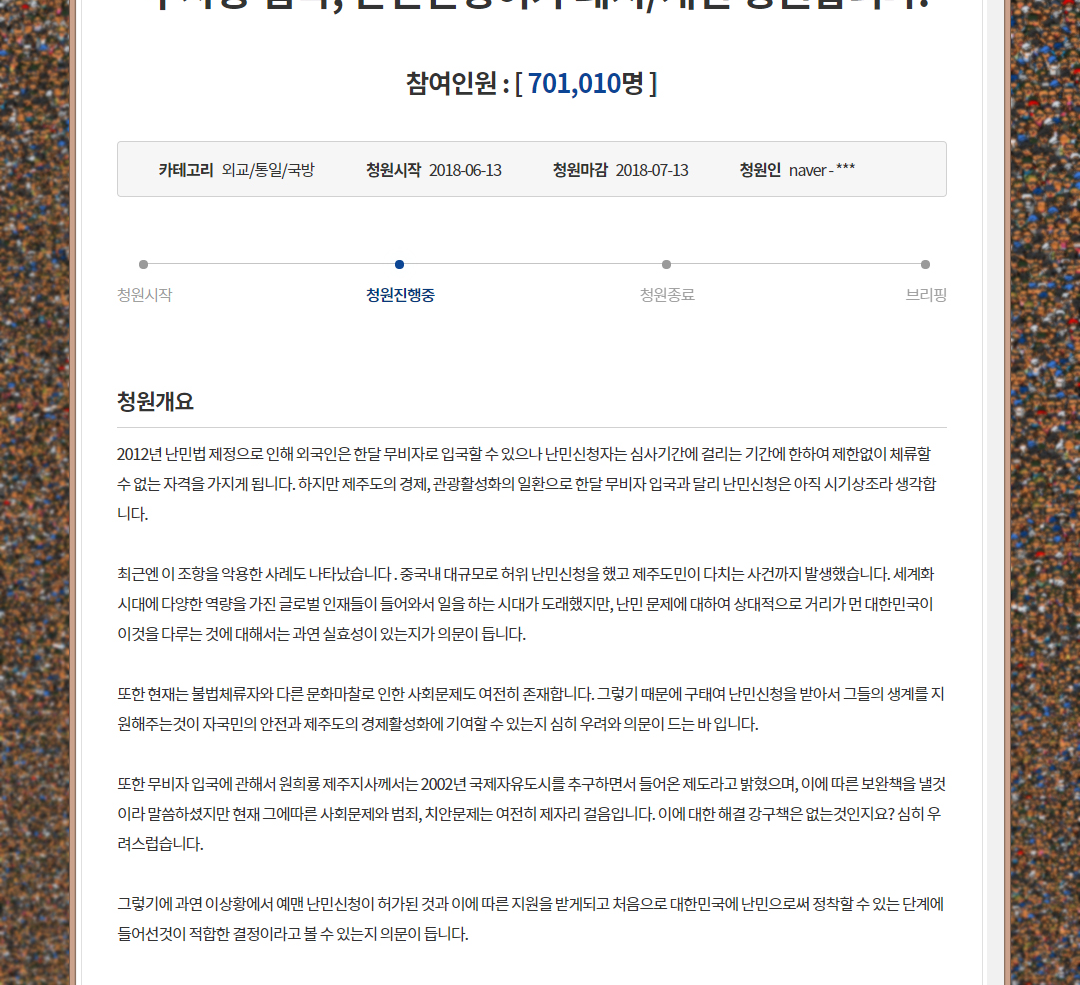 참여인원 : [ 701,010명 ]
카테고리 외교/통일/국방 청원시작 2018-06-13 청원마감 2018-07-13 청원인 naver - ***
청원시작 청원진행중 청원종료 브리핑
청원개요
2012년 난민법 제정으로 인해 외국인은 한달 무비자로 입국할 수 있으나 난민신청자는 심사기간에 걸리는 기간에 한하여 제한없이 체류할
수 없는 자격을 가지게 됩니다. 하지만 제주도의 경제, 관광활성화의 일환으로 한달 무비자 입국과 달리 난민신청은 아직 시기상조라 생각합
니다.
최근엔 이 조항을 악용한 사례도 나타났습니다 . 중국내 대규모로 허위 난민신청을 했고 제주도민이 다치는 사건까지 발생했습니다. 세계화
시대에 다양한 역량을 가진 글로벌 인재들이 들어와서 일을 하는 시대가 도래했지만, 난민 문제에 대하여 상대적으로 거리가 먼 대한민국이
이것을 다루는 것에 대해서는 과연 실효성이 있는지가 의문이 듭니다.
또한 현재는 불법체류자와 다른 문화마찰로 인한 사회문제도 여전히 존재합니다. 그렇기 때문에 구태여 난민신청을 받아서 그들의 생계를 지
원해주는것이 자국민의 안전과 제주도의 경제활성화에 기여할 수 있는지 심히 우려와 의문이 드는 바 입니다.
또한 무비자 입국에 관해서 원희룡 제주지사께서는 2002년 국제자유도시를 추구하면서 들어온 제도라고 밝혔으며, 이에 따른 보완책을 낼것
이라 말씀하셨지만 현재 그에따른 사회문제와 범죄, 치안문제는 여전히 제자리 걸음입니다. 이에 대한 해결 강구책은 없는것인지요? 심히 우
려스럽습니다.
그렇기에 과연 이상황에서 예맨 난민신청이 허가된 것과 이에 따른 지원을 받게되고 처음으로 대한민국에 난민으로써 정착할 수 있는 단계에
들어선것이 적합한 결정이라고 볼 수 있는지 의문이 듭니다.